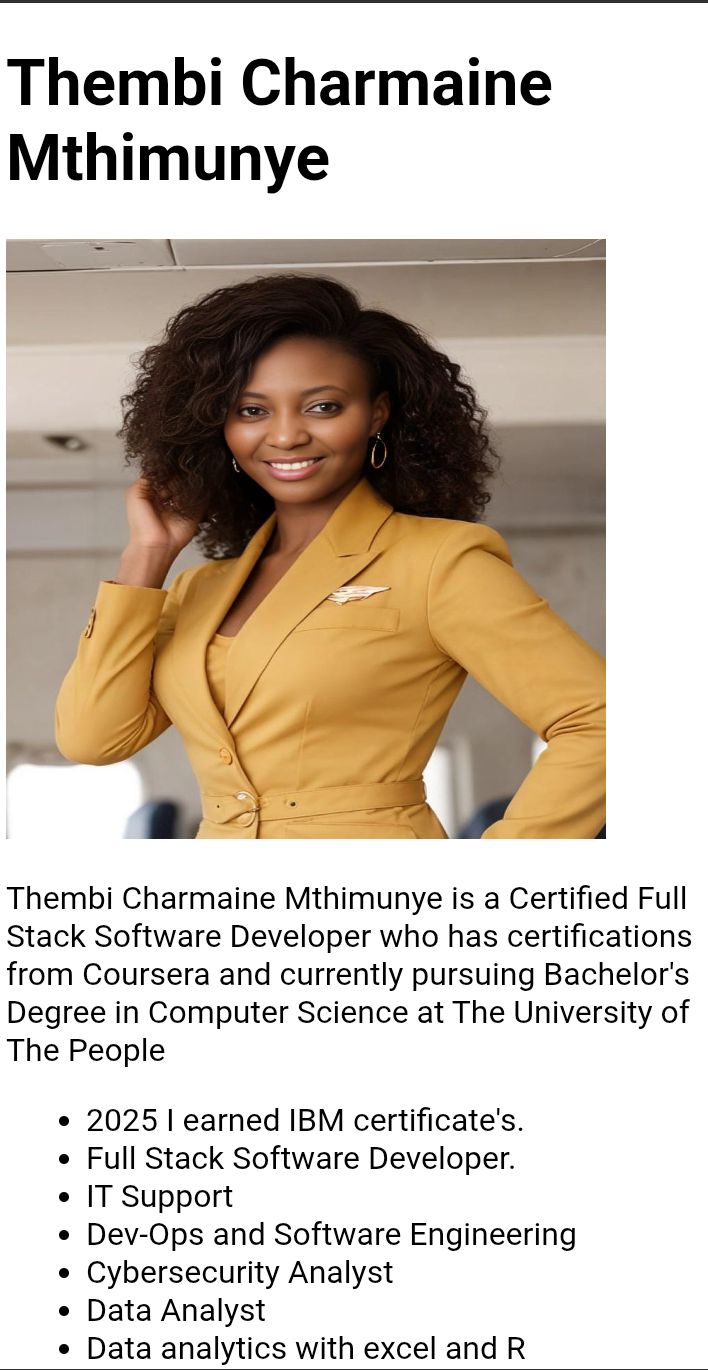 Thembi Charmaine
Mthimunye
Thembi Charmaine Mthimunye is a Certified Full
Stack Software Developer who has certifications
from Coursera and currently pursuing Bachelor's
Degree in Computer Science at The University of
The People
• 2025 I earned IBM certificate's.
• Full Stack Software Developer.
• IT Support
• Dev-Ops and Software Engineering
• Cybersecurity Analyst
• Data Analyst
• Data analytics with excel and R